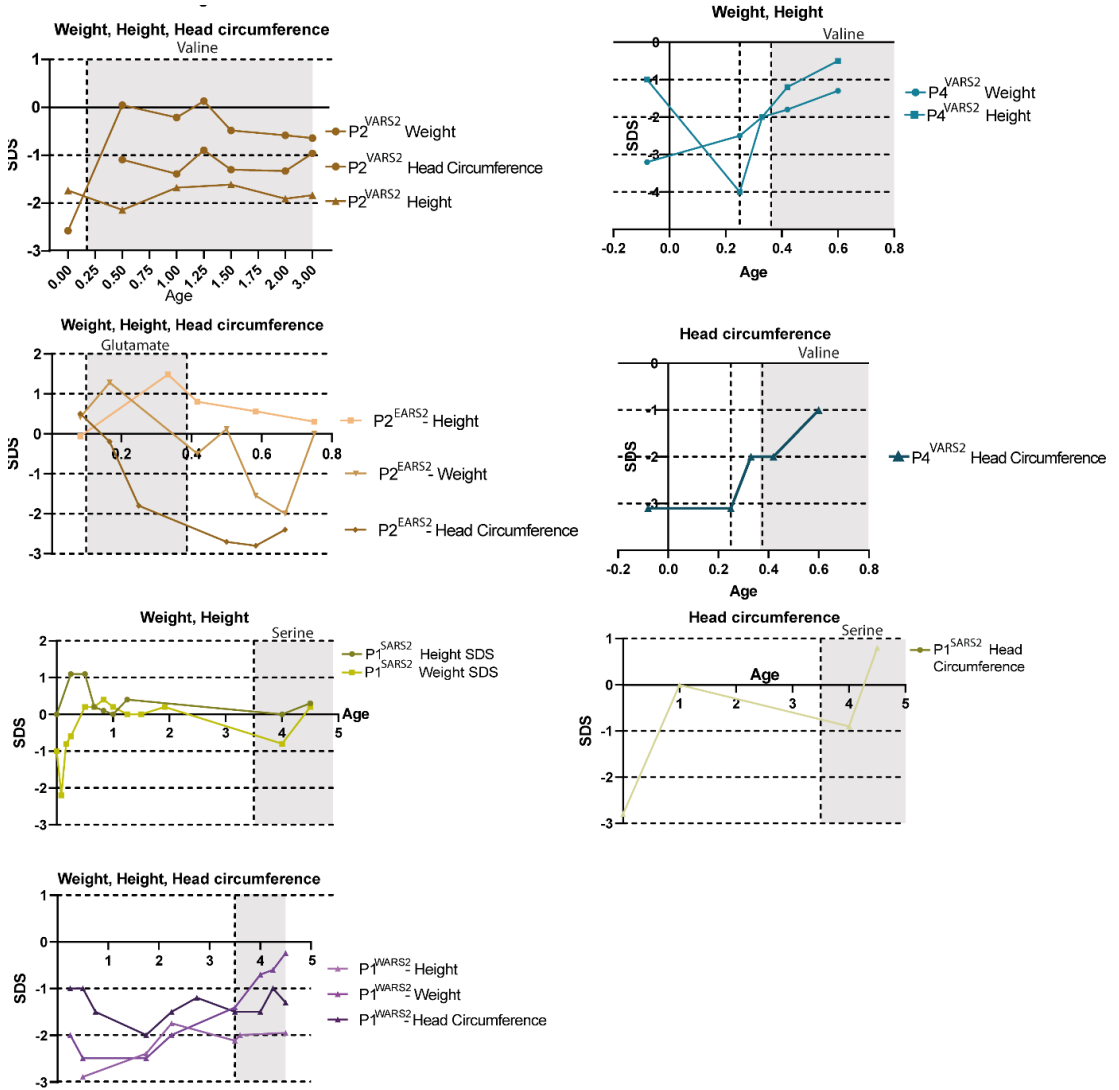 Weight, Height, Head circumference
Valine
1
0
-1
-2
-3
SDS
0.00
0.25
0.50
0.75
1.00
1.25
1.50
1.75
2.00
3.00
Age
P2VARS2 Weight
P2VARS2 Head Circumference
P2VARS2 Height
Weight, Height
Valine
0
-1
-2
-3
-4
SDS
-0.2
0.0
0.2
0.4
0.6
0.8
Age
P4VARS2 Weight
P4VARS2 Height
Weight, Height, Head circumference
Glutamate
2
1
0
-1
-2
-3
SDS
0.2
0.4
0.6
0.8
P2EARS2- Height
P2EARS2- Weight
P2EARS2- Head Circumference
Head circumference
Valine
0
-1
-2
-3
SDS
-0.2
0.0
0.2
0.4
0.6
0.8
Age
P4VARS2 Head Circumference
Weight, Height
Serine
2
1
0
-1
-2
-3
SDS
1
2
3
4
5
Age
P1SARS2 Height SDS
P1SARS2 Weight SDS
Head circumference
Serine
1
0
-1
-2
-3
SDS
Age
1
2
3
4
5
P1SARS2 Head
Circumference
Weight, Height, Head circumference
1
0
-1
-2
-3
SDS
1
2
3
4
5
P1WARS2- Height
P1WARS2- Weight
P1WARS2- Head Circumference